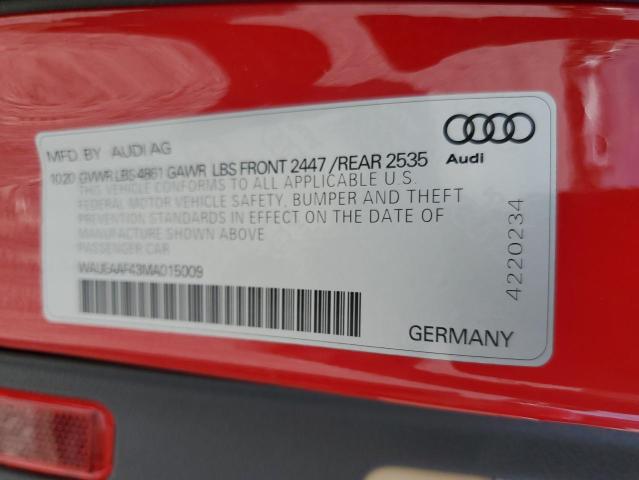 MFD. BY AUDI AG
10 20 GVWR LBS 4861 GAWR LBS FRONT 2447 / REAR 2535
THIS VEHICLE CONFORMS TO ALL APPLICABLE U.S.
FEDERAL MOTOR VEHICLE SAFETY, BUMPER AND THEFT
PREVENTION STANDARDS IN EFFECT ON THE DATE OF
MANUFACTURE SHOWN ABOVE
PASSENGER CAR
WAUEAAF43MA015009
Audi
4220234
GERMANY